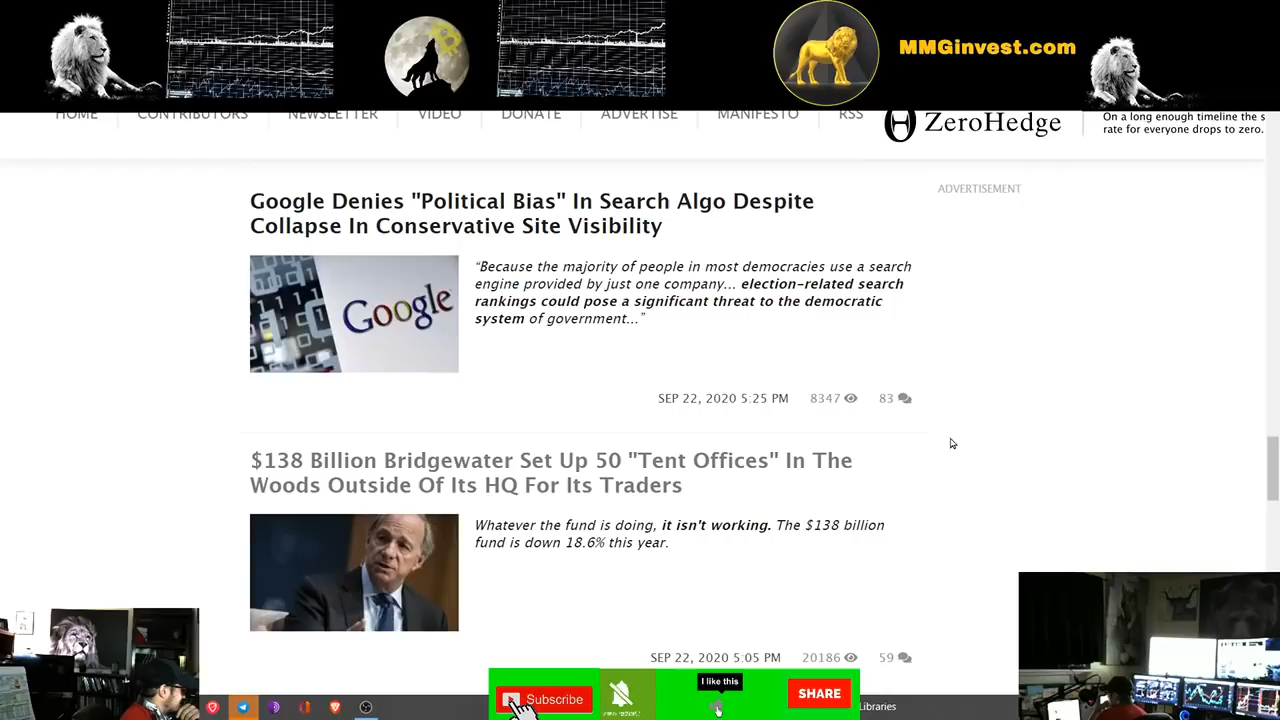 MMGinvest.com
HOME CONTRIBUTORS NEWSLETTER VIDEO DONATE ADVERTISE MANIFESTO RSS
ZeroHedge
On a long enough timeline the s
rate for everyone drops to zero.
ADVERTISEMENT
Google Denies "Political Bias" In Search Algo Despite
Collapse In Conservative Site Visibility
Google
“Because the majority of people in most democracies use a search
engine provided by just one company... election-related search
rankings could pose a significant threat to the democratic
system of government...”
SEP 22, 2020 5:25 PM 8347 83
$138 Billion Bridgewater Set Up 50 "Tent Offices" In The
Woods Outside Of Its HQ For Its Traders
Whatever the fund is doing, it isn't working. The $138 billion
fund is down 18.6% this year.
SEP 22, 2020 5:05 PM 20186 59
I like this
Subscribe
SHARE
Libraries